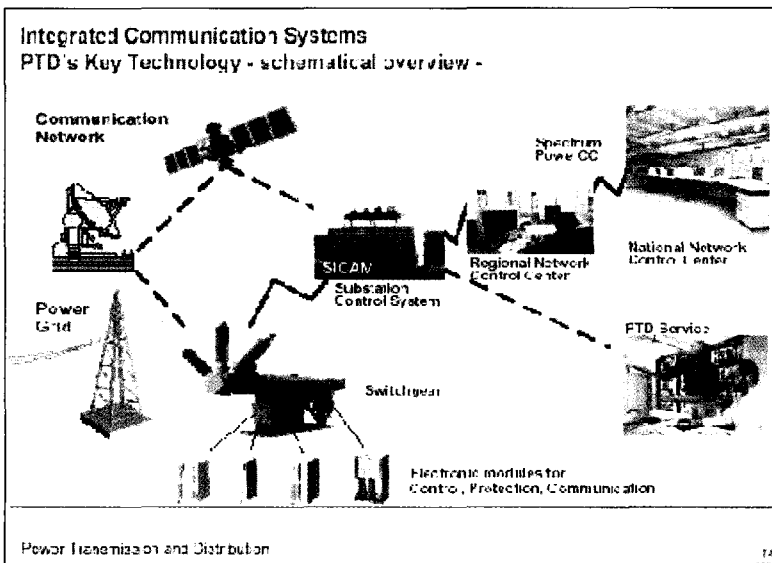 Integrated Communication Systems
PTD's Key Technology - schematical overview -
Communication
Network
Spectrum
PowerCC
SICAM
Substation
Control System
Regional Network
Control Center
National Network
Control Center
Power
Grid
PTD Service
Switchgear
Electronic modules for
Control, Protection, Communication
Power Transmission and Distribution